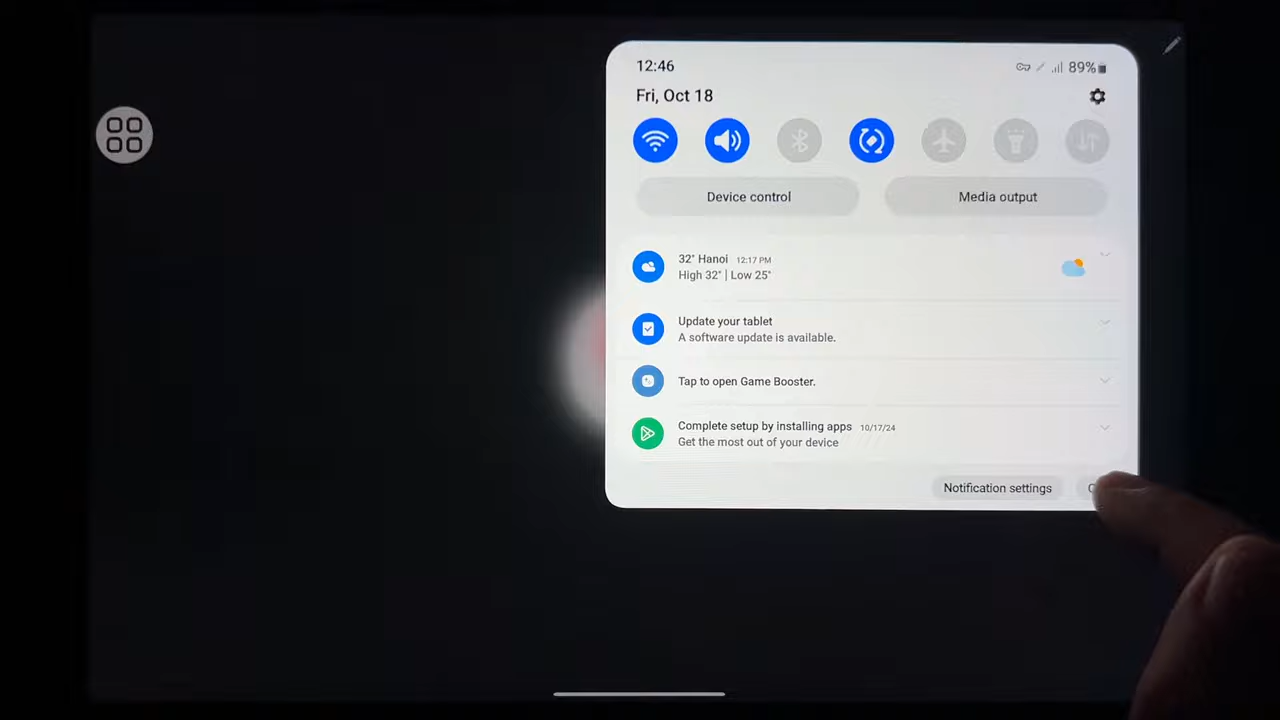 12:46
89%
Fri, Oct 18
Device control
Media output
32° Hanoi 12:17 PM
High 32° | Low 25°
Update your tablet
A software update is available.
Tap to open Game Booster.
Complete setup by installing apps 10/17/24
Get the most out of your device
Notification settings